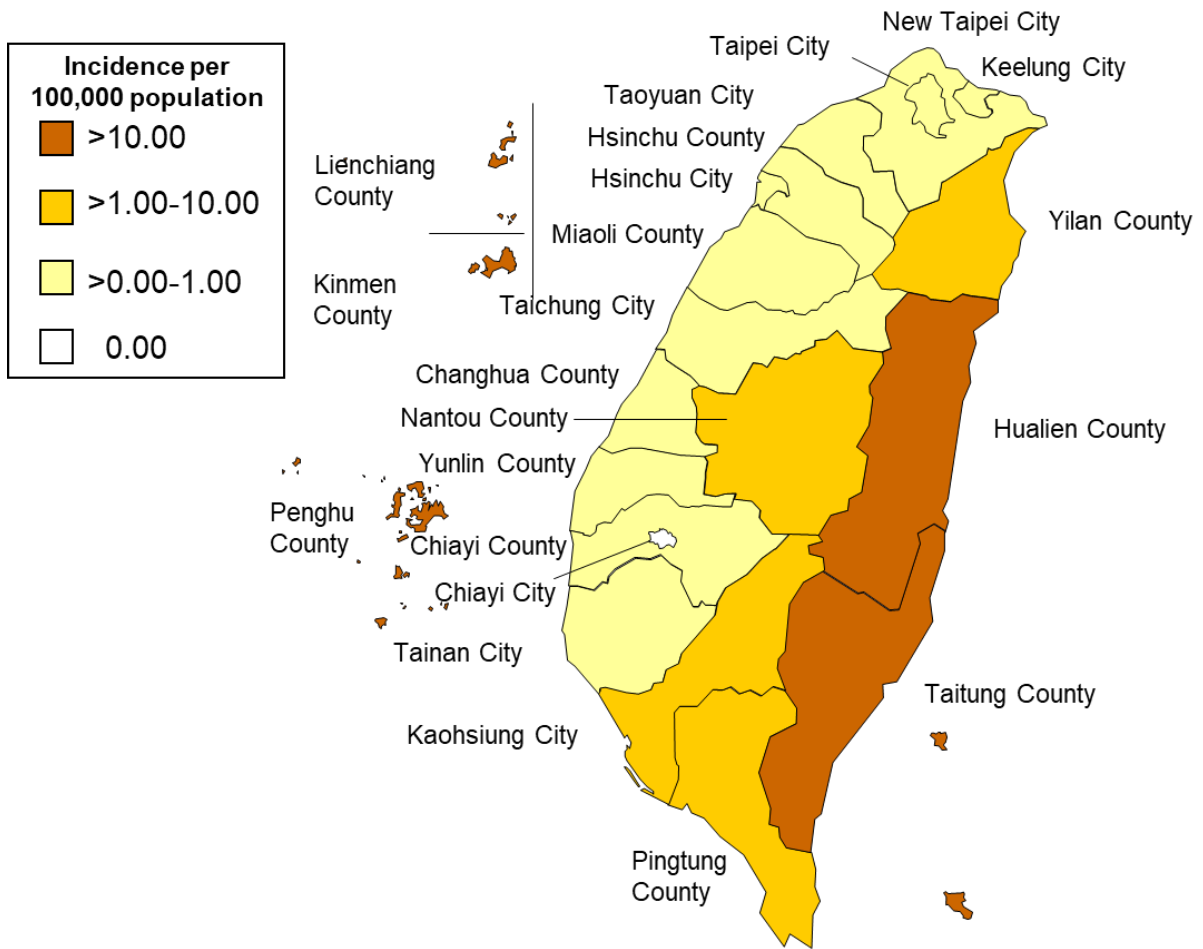 Incidence per
100,000 population
>10.00
>1.00-10.00
>0.00-1.00
0.00
New Taipei City
Taipei City
Keelung City
Taoyuan City
Hsinchu County
Hsinchu City
Lienchiang
County
Miaoli County
Yilan County
Kinmen
County
Taichung City
Changhua County
Nantou County
Hualien County
Yunlin County
Penghu
County
Chiayi County
Chiayi City
Tainan City
Taitung County
Kaohsiung City
Pingtung
County